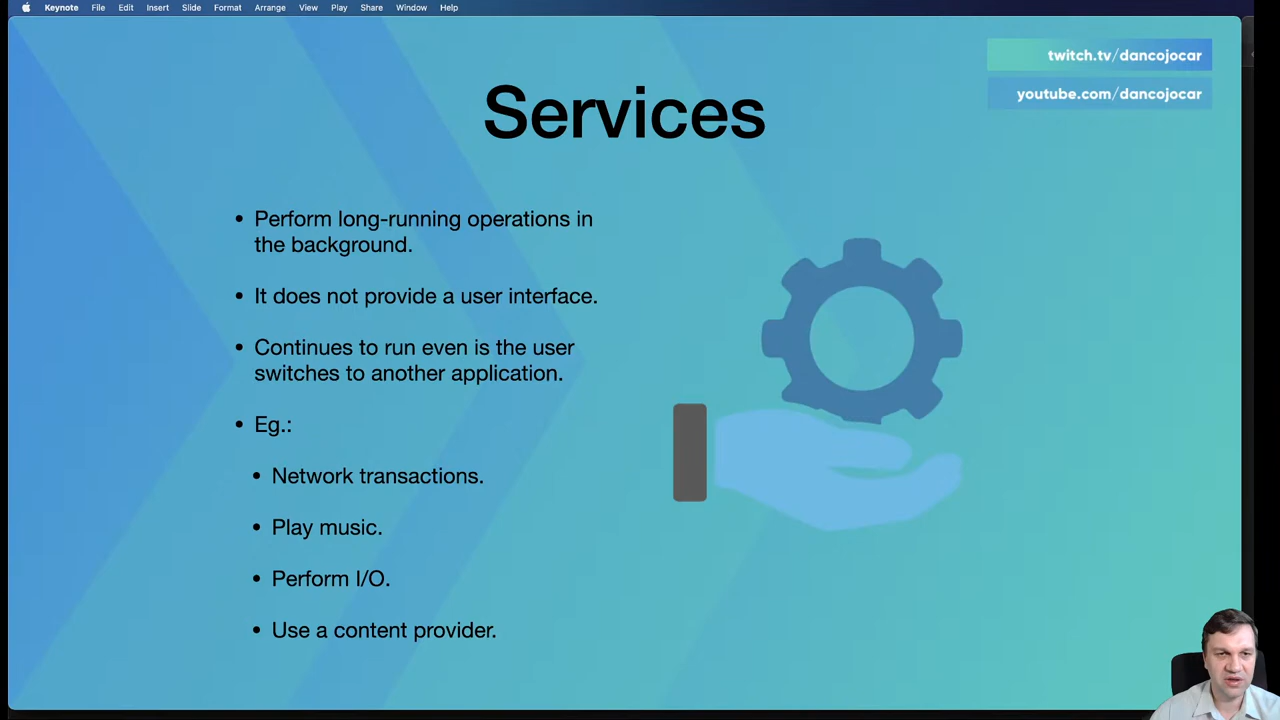 Keynote File Edit Insert Slide Format Arrange View Play Share Window Help
twitch.tv/dancojocar
youtube.com/dancojocar
Services
• Perform long-running operations in
the background.
• It does not provide a user interface.
• Continues to run even is the user
switches to another application.
• Eg.:
• Network transactions.
• Play music.
• Perform I/O.
• Use a content provider.